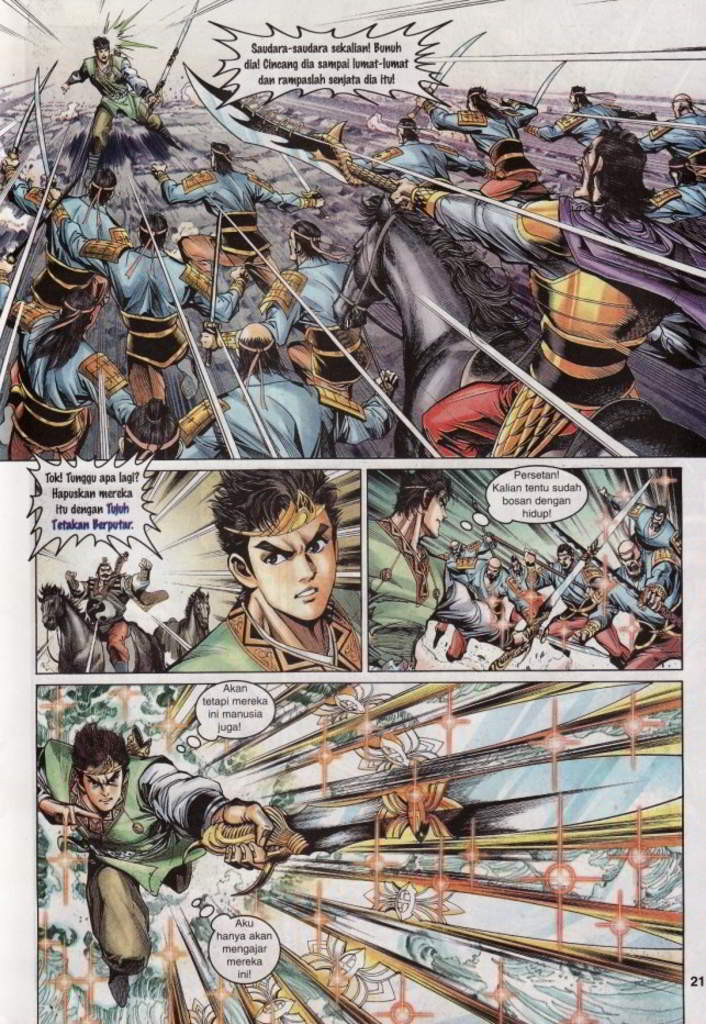 Saudara-saudara sekalian! Bunuh
dia! Cincang dia sampai lumat-lumat
dan rampaslah senjata dia itu!
Tok! Tunggu apa lagi?
Hapuskan mereka
itu dengan Tujuh
Tetakan Berputar.
Persetan!
Kalian tentu sudah
bosan dengan
hidup!
Akan
tetapi mereka
ini manusia
juga!
Aku
hanya akan
mengajar
mereka
ini!
21